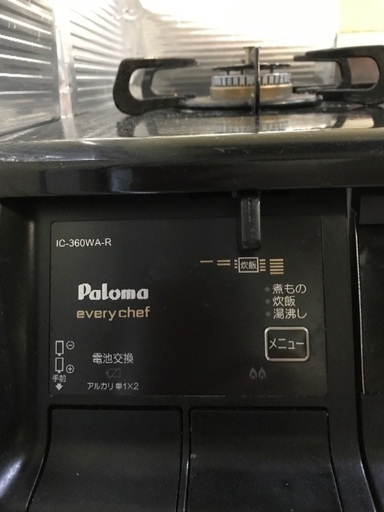 IC-360WA-R
炊飯
Paloma
every chef
煮もの
炊飯
湯沸し
メニュー
電池交換
手前
アルカリ単1×2